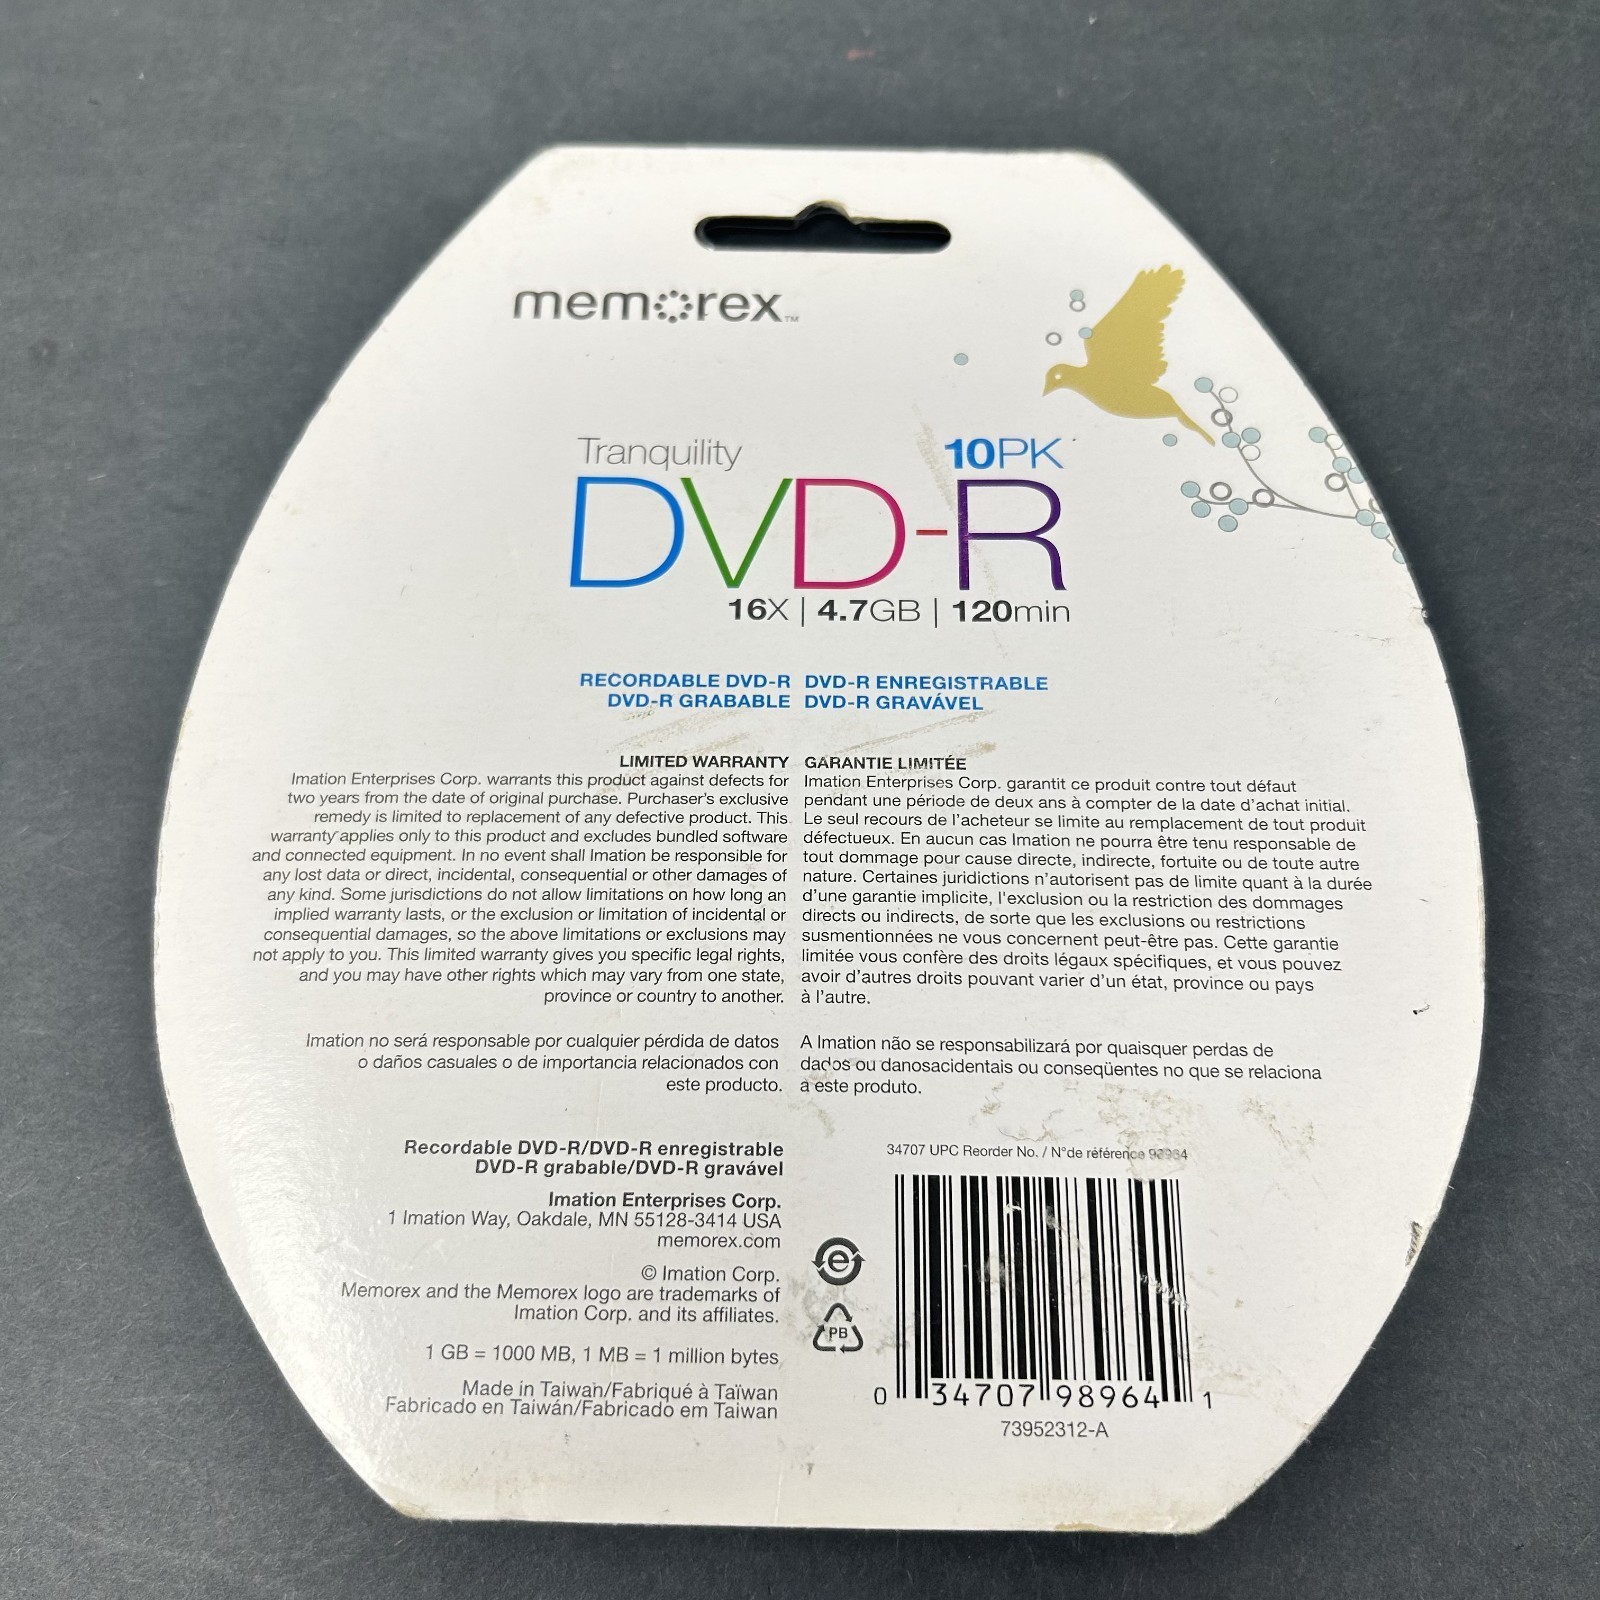 memorex™
Tranquility
10PK
DVD-R
16X | 4.7GB | 120min
RECORDABLE DVD-R
DVD-R GRABABLE
DVD-R ENREGISTRABLE
DVD-R GRAVÁVEL
LIMITED WARRANTY
Imation Enterprises Corp. warrants this product against defects for
two years from the date of original purchase. Purchaser's exclusive
remedy is limited to replacement of any defective product. This
warranty applies only to this product and excludes bundled software
and connected equipment. In no event shall Imation be responsible for
any lost data or direct, incidental, consequential or other damages of
any kind. Some jurisdictions do not allow limitations on how long an
implied warranty lasts, or the exclusion or limitation of incidental or
consequential damages, so the above limitations or exclusions may
not apply to you. This limited warranty gives you specific legal rights,
and you may have other rights which may vary from one state,
province or country to another.
GARANTIE LIMITÉE
Imation Enterprises Corp. garantit ce produit contre tout défaut
pendant une période de deux ans à compter de la date d'achat initial.
Le seul recours de l'acheteur se limite au remplacement de tout produit
défectueux. En aucun cas Imation ne pourra être tenu responsable de
tout dommage pour cause directe, indirecte, fortuite ou de toute autre
nature. Certaines juridictions n'autorisent pas de limite quant à la durée
d'une garantie implicite, l'exclusion ou la restriction des dommages
directs ou indirects, de sorte que les exclusions ou restrictions
susmentionnées ne vous concernent peut-être pas. Cette garantie
limitée vous confère des droits légaux spécifiques, et vous pouvez
avoir d'autres droits pouvant varier d'un état, province ou pays
à l'autre.
Imation no será responsable por cualquier pérdida de datos
o daños casuales o de importancia relacionados con
este producto.
A Imation não se responsabilizará por quaisquer perdas de
dados ou danosacidentais ou conseqüentes no que se relaciona
a este produto.
Recordable DVD-R/DVD-R enregistrable
DVD-R grabable/DVD-R gravável
Imation Enterprises Corp.
1 Imation Way, Oakdale, MN 55128-3414 USA
memorex.com
© Imation Corp.
Memorex and the Memorex logo are trademarks of
Imation Corp. and its affiliates.
1 GB = 1000 MB, 1 MB = 1 million bytes
Made in Taiwan/Fabriqué à Taïwan
Fabricado en Taiwán/Fabricado em Taiwan
34707 UPC Reorder No. / N°de référence
e
PB
0 34707 98964 1
73952312-A